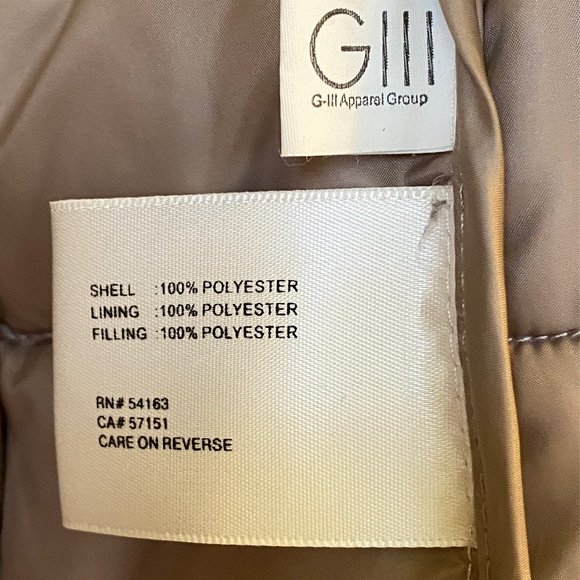 GIII
G-III Apparel Group
SHELL :100% POLYESTER
LINING :100% POLYESTER
FILLING :100% POLYESTER
RN# 54163
CA# 57151
CARE ON REVERSE